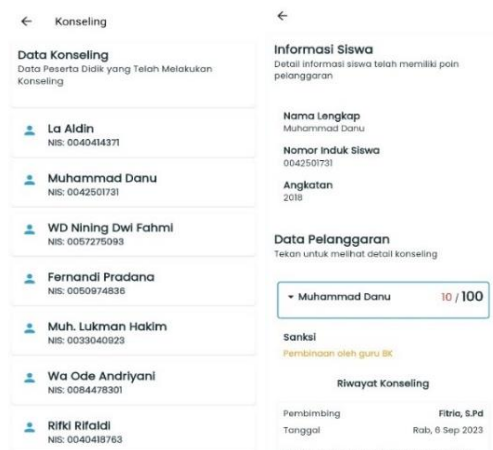 Konseling
Data Konseling
Data Peserta Didik yang Telah Melakukan
Konseling
La Aldin
NIS: 0040414371
Muhammad Danu
NIS: 0042501731
WD Nining Dwi Fahmi
NIS: 0057275093
Fernandi Pradana
NIS: 0050974836
Muh. Lukman Hakim
NIS: 0033040923
Wa Ode Andriyani
NIS: 0084478301
Rifki Rifaldi
NIS: 0040418763
Informasi Siswa
Detail informasi siswa telah memiliki poin
pelanggaran
Nama Lengkap
Muhammad Danu
Nomor Induk Siswa
0042501731
Angkatan
2018
Data Pelanggaran
Tekan untuk melihat detail konseling
Muhammad Danu 10 / 100
Sanksi
Pembinaan oleh guru BK
Riwayat Konseling
Pembimbing Fitria, S.Pd
Tanggal Rab, 6 Sep 2023